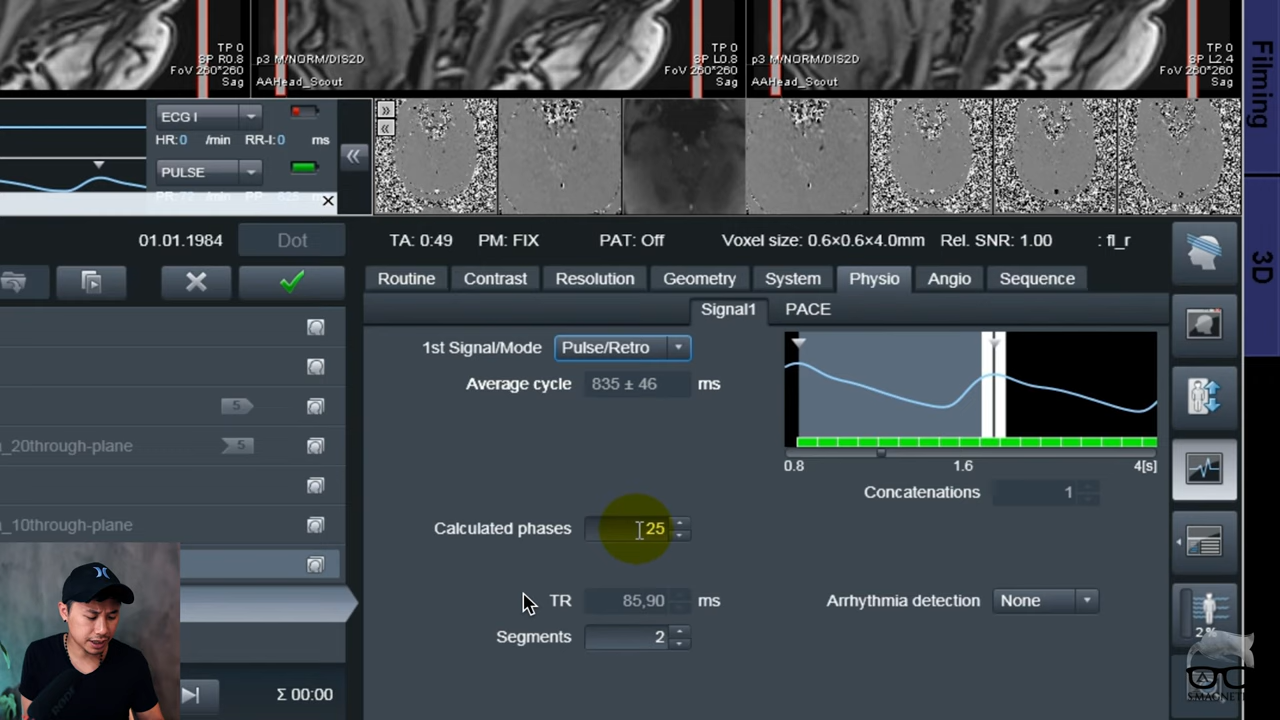 TP 0
SP R0.8
FoV 260*260
Sag
p3 M/NORM/DIS2D
AAHead_Scout
TP 0
SP L0.8
FoV 260*260
Sag
p3 M/NORM/DIS2D
AAHead_Scout
TP 0
SP L2.4
FoV 260*260
Sag
Filming
3D
ECG I
HR:0 /min RR-I:0 ms
PULSE
01.01.1984 Dot
TA: 0:49 PM: FIX PAT: Off Voxel size: 0.6×0.6×4.0mm Rel. SNR: 1.00 : fl_r
Routine Contrast Resolution Geometry System Physio Angio Sequence
Signal1 PACE
1st Signal/Mode Pulse/Retro
Average cycle 835 ± 46 ms
0.8 1.6 4[s]
Concatenations 1
Calculated phases 25
TR 85,90 ms
Arrhythmia detection None
Segments 2
5
_20through-plane 5
_10through-plane
Σ 00:00
2%